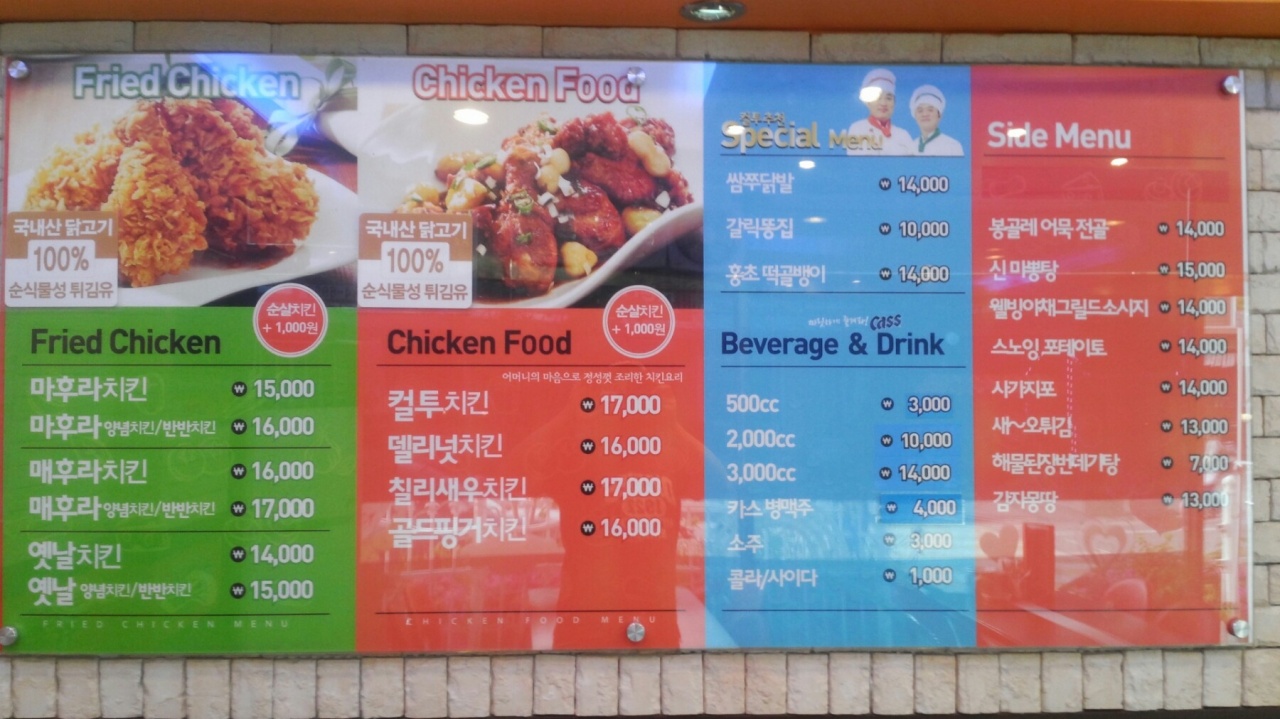 Fried Chicken
국내산 닭고기
100%
순식물성 튀김유
순살치킨
+ 1,000원
Fried Chicken
마후라치킨 ₩ 15,000
마후라 양념치킨/반반치킨 ₩ 16,000
매후라치킨 ₩ 16,000
매후라 양념치킨/반반치킨 ₩ 17,000
옛날치킨 ₩ 14,000
옛날 양념치킨/반반치킨 ₩ 15,000
FRIED CHICKEN MENU
Chicken Food
국내산 닭고기
100%
순식물성 튀김유
순살치킨
+ 1,000원
Chicken Food
어머니의 마음으로 정성껏 조리한 치킨요리
컬투치킨 ₩ 17,000
델리넛치킨 ₩ 16,000
칠리새우치킨 ₩ 17,000
골드핑거치킨 ₩ 16,000
CHICKEN FOOD MENU
Special Menu
쌈쭈닭발 ₩ 14,000
갈릭똥집 ₩ 10,000
홍초 떡골뱅이 ₩ 14,000
Cass
Beverage & Drink
500cc ₩ 3,000
2,000cc ₩ 10,000
3,000cc ₩ 14,000
카스 병맥주 ₩ 4,000
소주 ₩ 3,000
콜라/사이다 ₩ 1,000
Side Menu
봉골레 어묵 전골 ₩ 14,000
신 마뽕탕 ₩ 15,000
웰빙야채그릴드소시지 ₩ 14,000
스노잉 포테이토 ₩ 14,000
사가지포 ₩ 14,000
새~오튀김 ₩ 13,000
해물된장번데기탕 ₩ 7,000
감자몽땅 ₩ 13,000